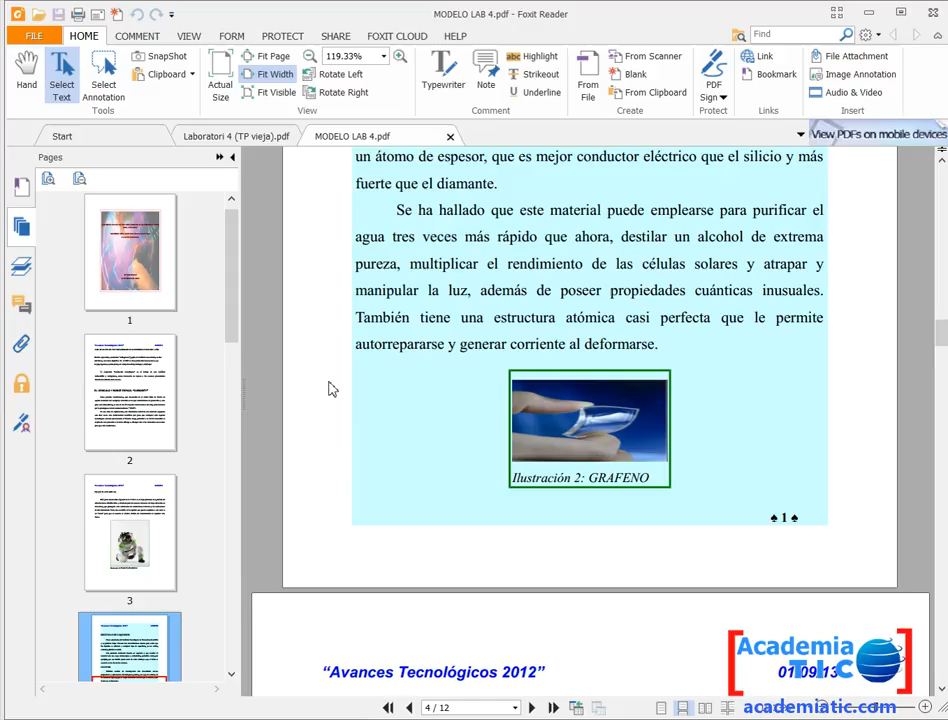 MODELO LAB 4.pdf - Foxit Reader
FILE HOME COMMENT VIEW FORM PROTECT SHARE FOXIT CLOUD HELP
Find
Hand
Select Text
Select Annotation
SnapShot
Clipboard
Tools
Actual Size
Fit Page
Fit Width
Fit Visible
119.33%
Rotate Left
Rotate Right
View
Typewriter
Note
Highlight
Strikeout
Underline
Comment
From File
From Scanner
Blank
From Clipboard
Create
PDF Sign
Protect
Link
Bookmark
Links
File Attachment
Image Annotation
Audio & Video
Insert
Start
Laboratori 4 (TP vieja).pdf
MODELO LAB 4.pdf
View PDFs on mobile devices
Pages
1
2
3
un átomo de espesor, que es mejor conductor eléctrico que el silicio y más
fuerte que el diamante.
Se ha hallado que este material puede emplearse para purificar el
agua tres veces más rápido que ahora, destilar un alcohol de extrema
pureza, multiplicar el rendimiento de las células solares y atrapar y
manipular la luz, además de poseer propiedades cuánticas inusuales.
También tiene una estructura atómica casi perfecta que le permite
autorrepararse y generar corriente al deformarse.
Ilustración 2: GRAFENO
♠ 1 ♠
“Avances Tecnológicos 2012” 01/09/13
Academia
TIC
academiatic.com
4 / 12